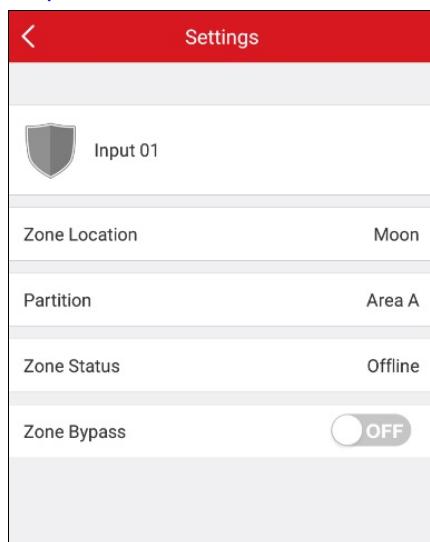 Settings
Input 01
Zone Location Moon
Partition Area A
Zone Status Offline
Zone Bypass OFF